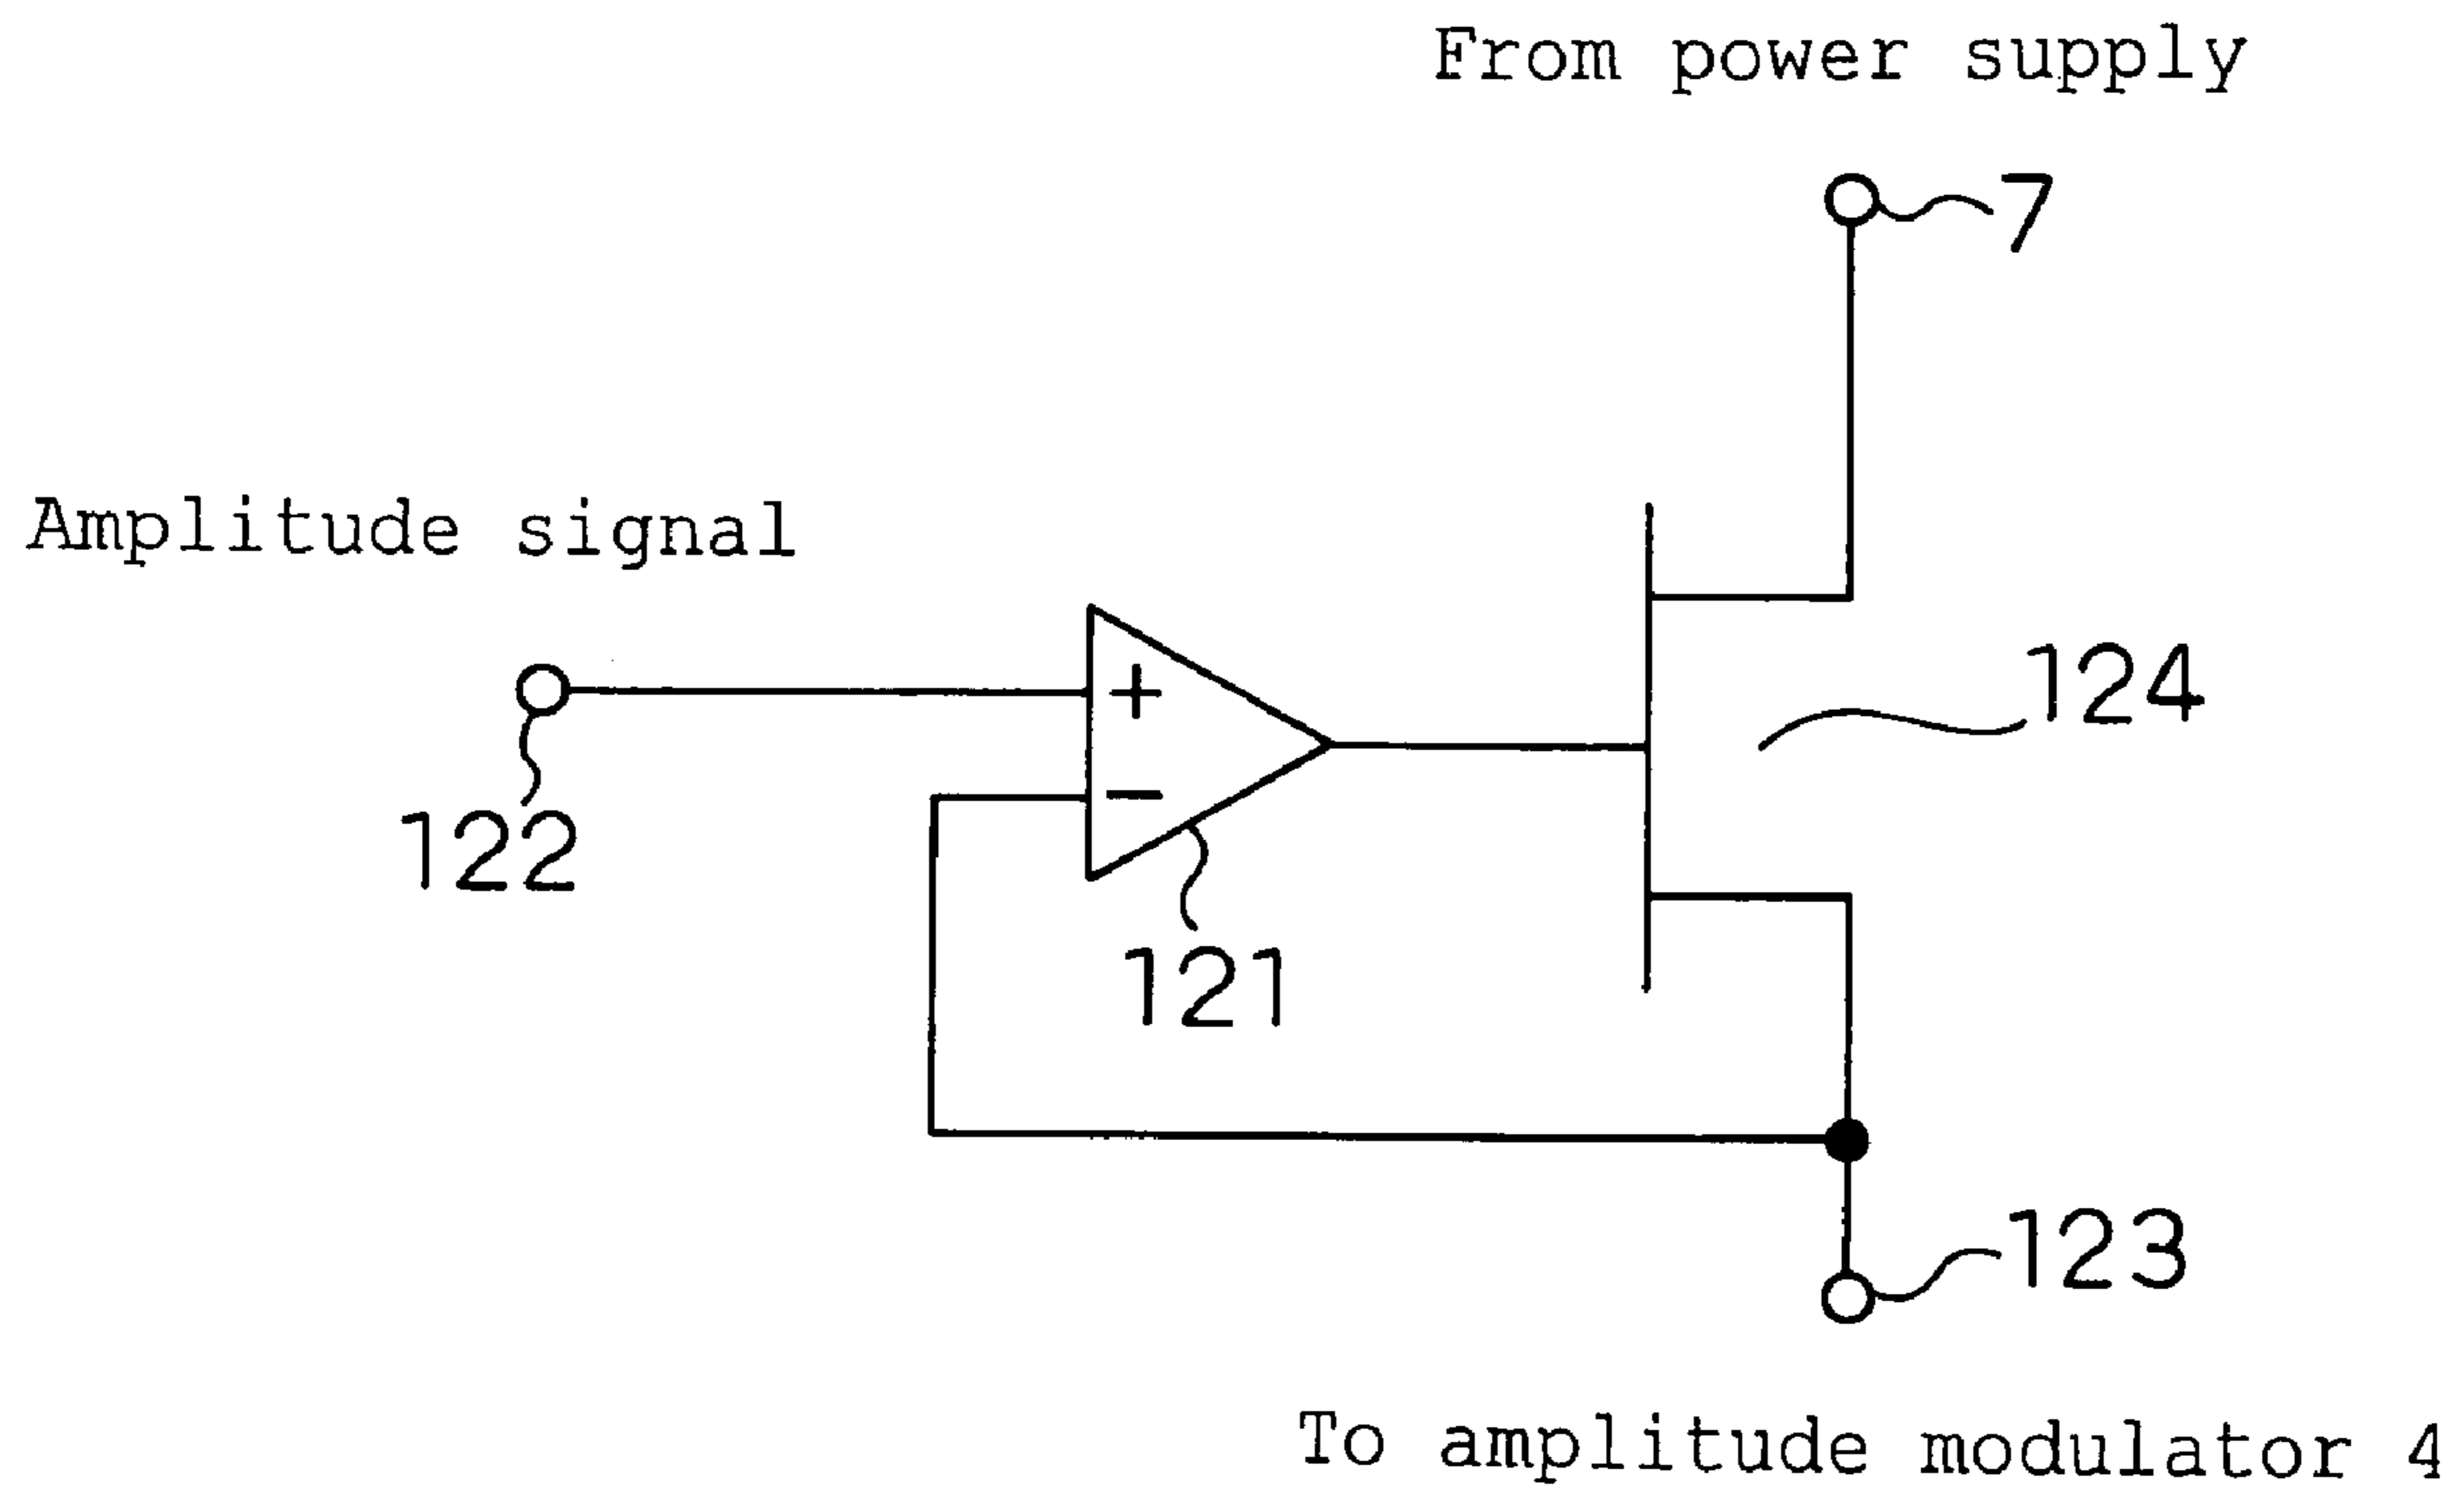 From power supply
7
Amplitude signal
124
+
122
−
121
123
To amplitude modulator 4